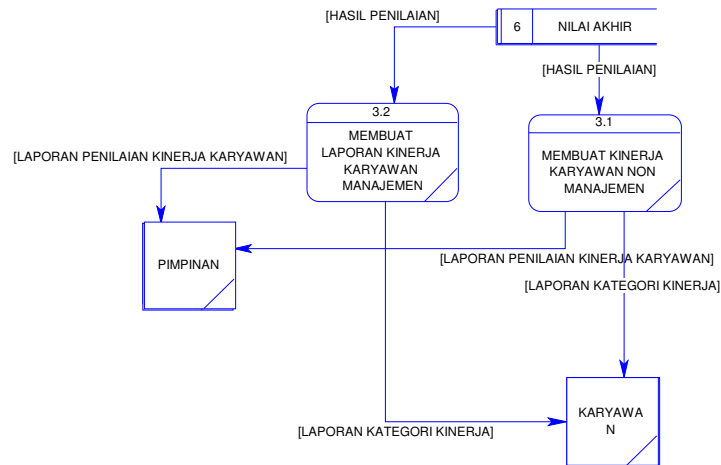 [HASIL PENILAIAN]
6
NILAI AKHIR
[HASIL PENILAIAN]
3.2
MEMBUAT
LAPORAN KINERJA
KARYAWAN
MANAJEMEN
3.1
MEMBUAT KINERJA
KARYAWAN NON
MANAJEMEN
[LAPORAN PENILAIAN KINERJA KARYAWAN]
PIMPINAN
[LAPORAN PENILAIAN KINERJA KARYAWAN]
[LAPORAN KATEGORI KINERJA]
KARYAWA
N
[LAPORAN KATEGORI KINERJA]